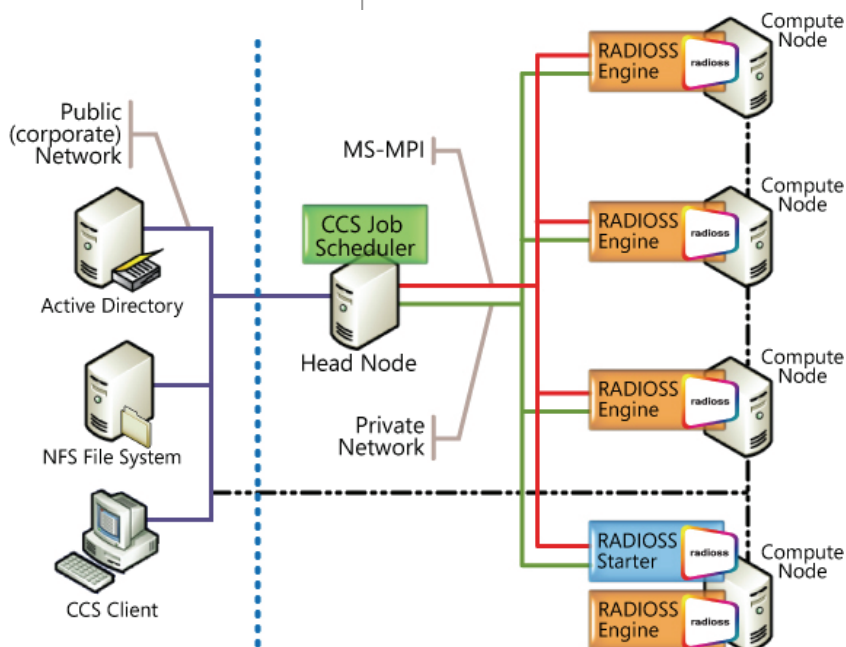 Public
(corporate)
Network
Active Directory
NFS File System
CCS Client
CCS Job
Scheduler
Head Node
MS-MPI
Private
Network
RADIOSS
Engine
radioss
Compute
Node
RADIOSS
Engine
radioss
Compute
Node
RADIOSS
Engine
radioss
Compute
Node
RADIOSS
Starter
radioss
Compute
Node
RADIOSS
Engine
radioss